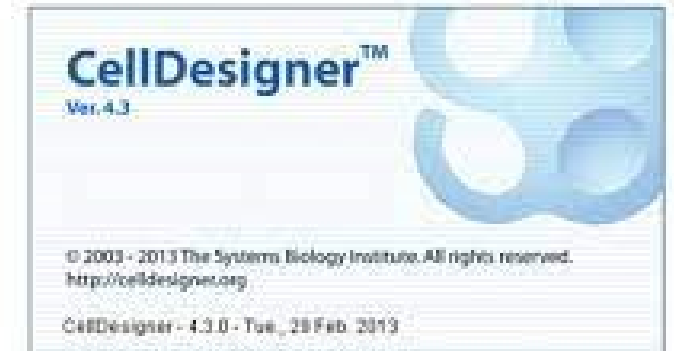 CellDesigner™
Ver. 4.3
© 2003 - 2013 The Systems Biology Institute. All rights reserved.
http://celldesigner.org
CellDesigner - 4.3.0 - Tue., 29 Feb. 2013